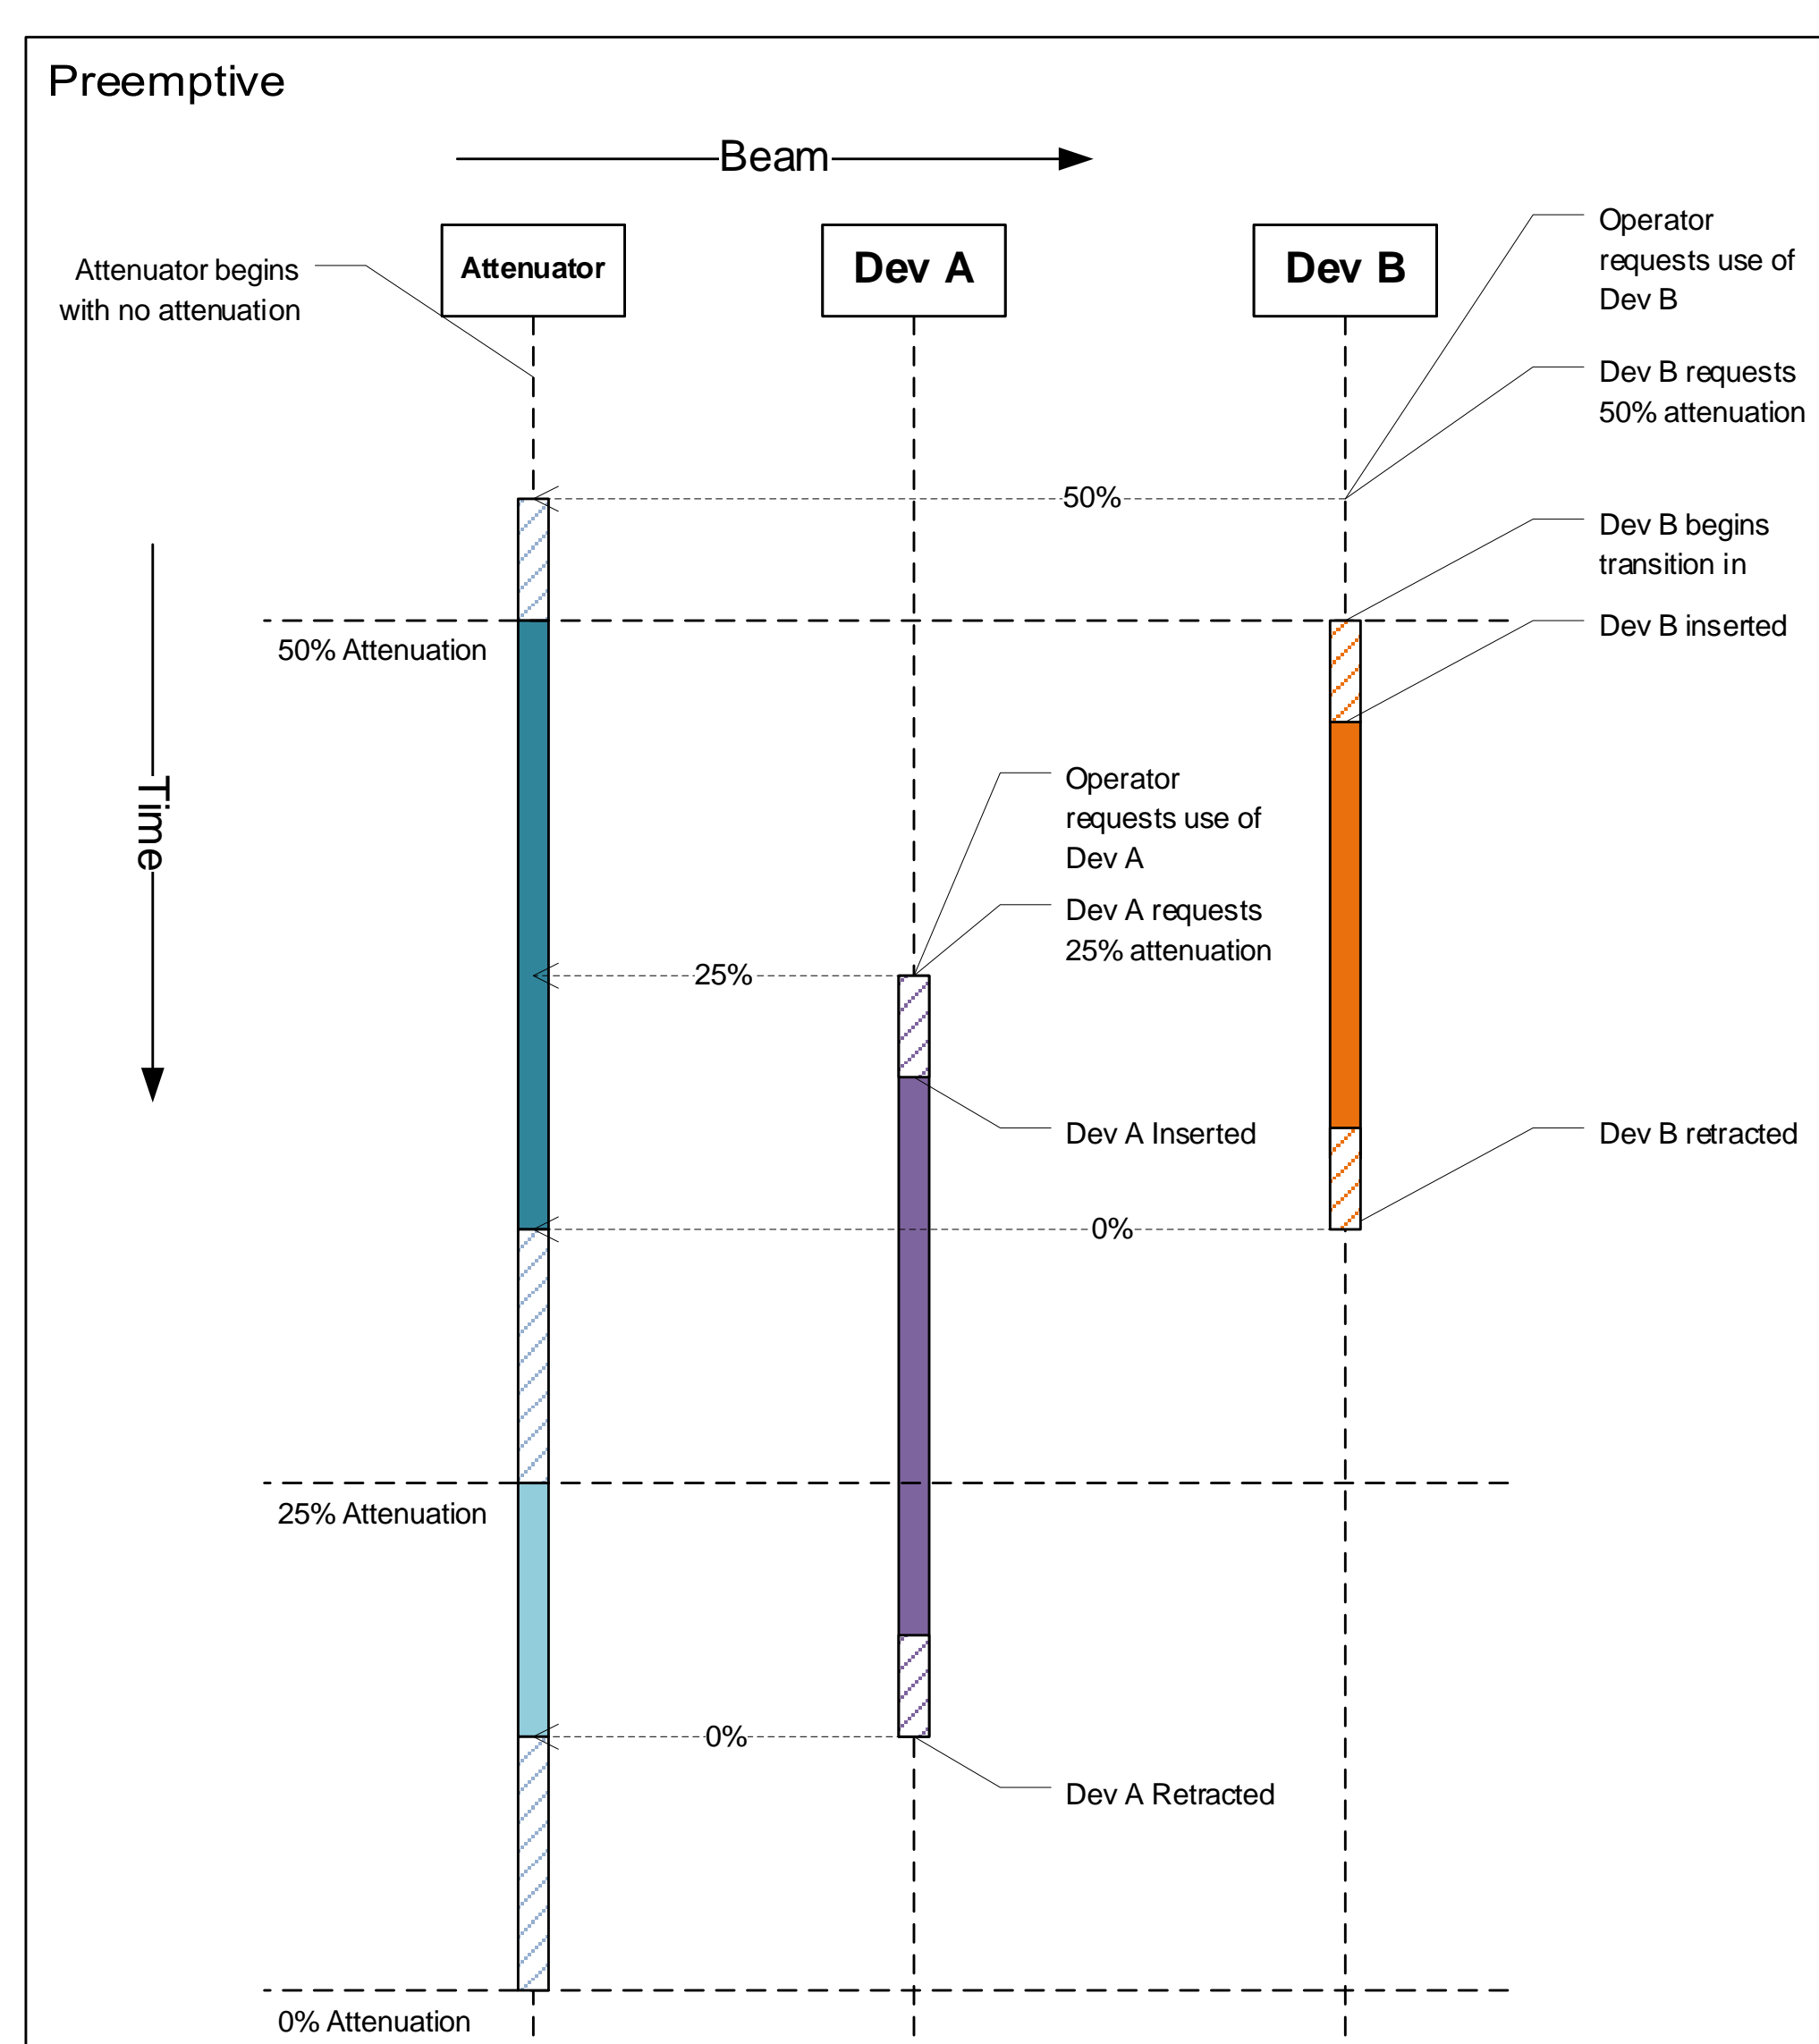 Preemptive
Beam
Attenuator
Dev A
Dev B
Attenuator begins
with no attenuation
Operator
requests use of
Dev B
Dev B requests
50% attenuation
50%
Dev B begins
transition in
Dev B inserted
50% Attenuation
Time
Operator
requests use of
Dev A
Dev A requests
25% attenuation
25%
Dev A Inserted
Dev B retracted
0%
25% Attenuation
0%
Dev A Retracted
0% Attenuation